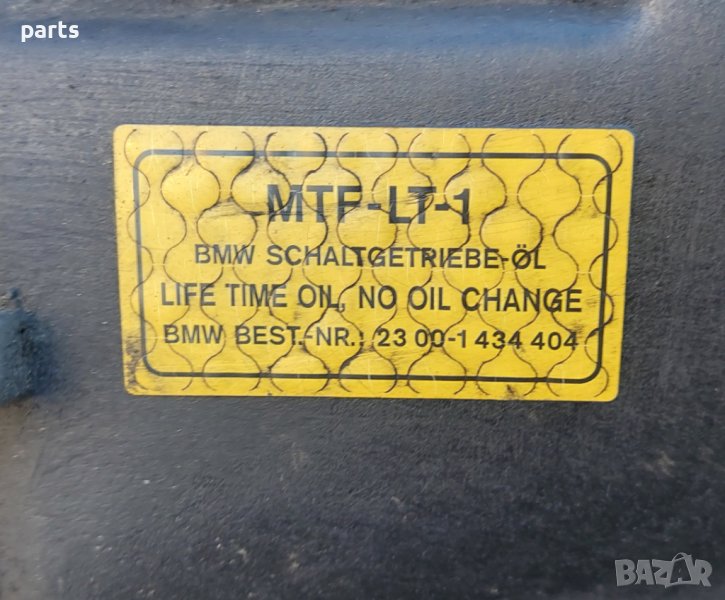 parts
MTF-LT-1
BMW SCHALTGETRIEBE-ÖL
LIFE TIME OIL, NO OIL CHANGE
BMW BEST.-NR.: 23 00-1 434 404
BAZAR